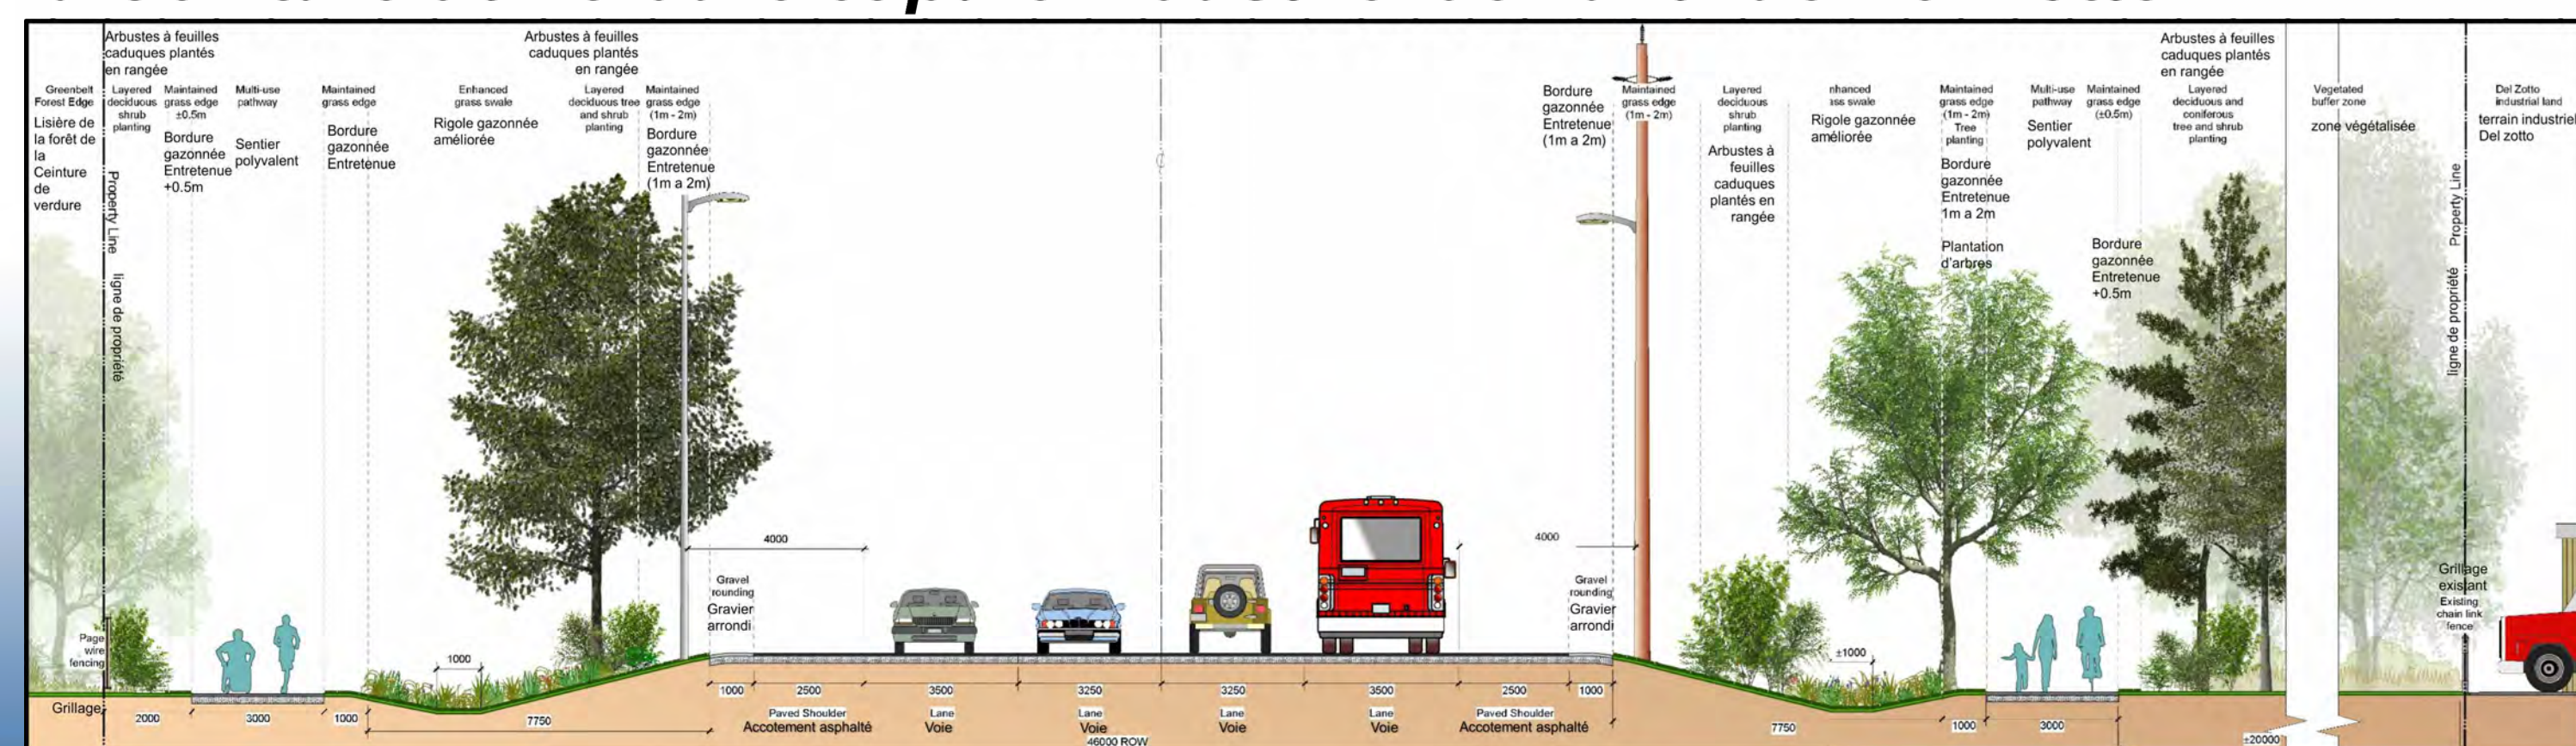 Arbustes à feuilles
caduques plantés
en rangée
Arbustes à feuilles
caduques plantés
en rangée
Arbustes à feuilles
caduques plantés
en rangée
Greenbelt
Forest Edge
Lisière de
la forêt de
la
Ceinture
de
verdure
Layered
deciduous
shrub
planting
Maintained
grass edge
±0.5m
Bordure
gazonnée
Entretenue
+0.5m
Multi-use
pathway
Sentier
polyvalent
Maintained
grass edge
Bordure
gazonnée
Entretenue
Enhanced
grass swale
Rigole gazonnée
améliorée
Layered
deciduous tree
and shrub
planting
Maintained
grass edge
(1m - 2m)
Bordure
gazonnée
Entretenue
(1m a 2m)
Bordure
gazonnée
Entretenue
(1m a 2m)
Maintained
grass edge
(1m - 2m)
Layered
deciduous
shrub
planting
Arbustes à
feuilles
caduques
plantés en
rangée
nhanced
ass swale
Rigole gazonnée
améliorée
Maintained
grass edge
(1m - 2m)
Tree
planting
Bordure
gazonnée
Entretenue
1m a 2m
Plantation
d'arbres
Multi-use
pathway
Sentier
polyvalent
Maintained
grass edge
(±0.5m)
Bordure
gazonnée
Entretenue
+0.5m
Layered
deciduous and
coniferous
tree and shrub
planting
Vegetated
buffer zone
zone végétalisée
Del Zotto
industrial land
terrain industriel
Del zotto
Property Line
ligne de propriété
Property Line
ligne de propriété
4000
4000
Gravel
rounding
Gravier
arrondi
Gravel
rounding
Gravier
arrondi
Grillage
existant
Existing
chain link
fence
Page
wire
fencing
Grillage
1000
±1000
2000
3000
1000
7750
1000
2500
3500
3250
3250
3500
2500
1000
7750
1000
3000
±20000
Paved Shoulder
Accotement asphalté
Lane
Voie
Lane
Voie
Lane
Voie
Lane
Voie
Paved Shoulder
Accotement asphalté
46000 ROW